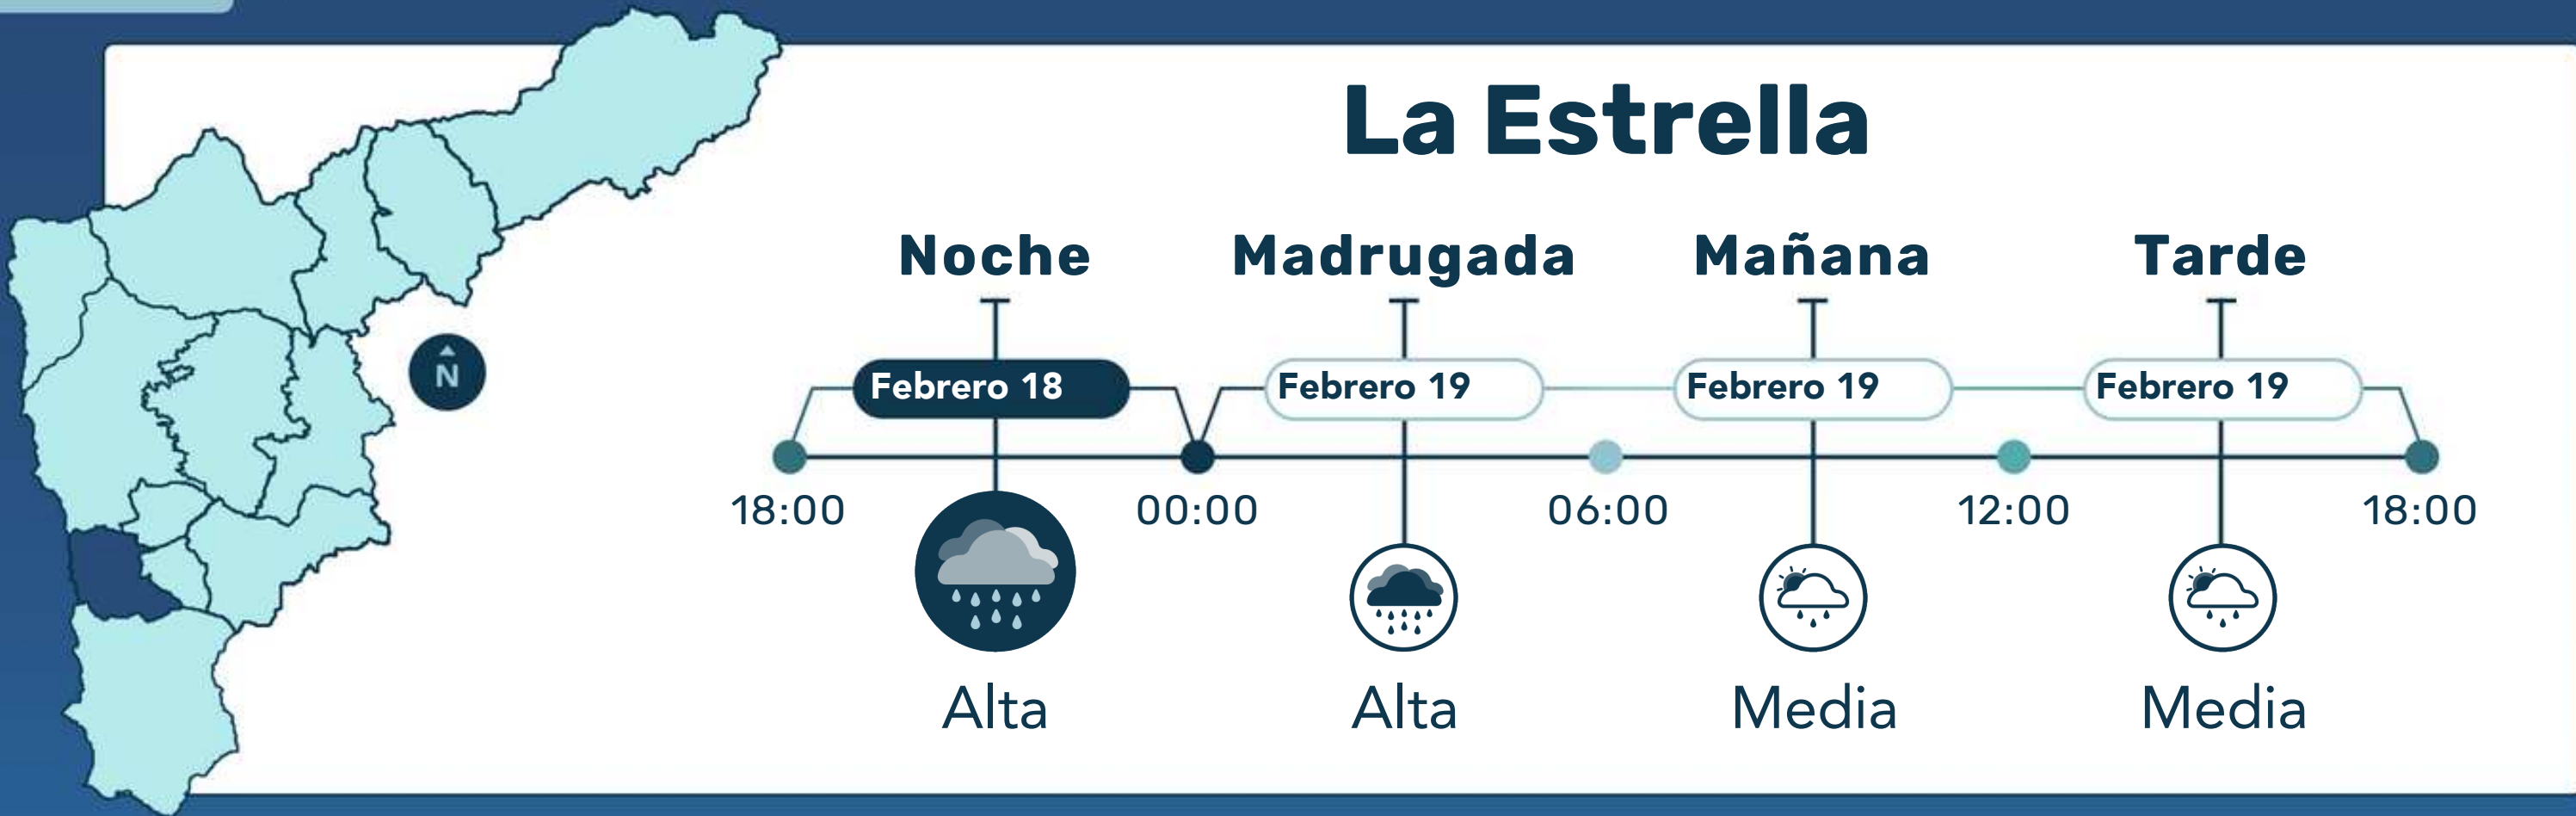 La Estrella
Noche Madrugada Mañana Tarde
N
Febrero 18 Febrero 19 Febrero 19 Febrero 19
18:00 00:00 06:00 12:00 18:00
Alta Alta Media Media